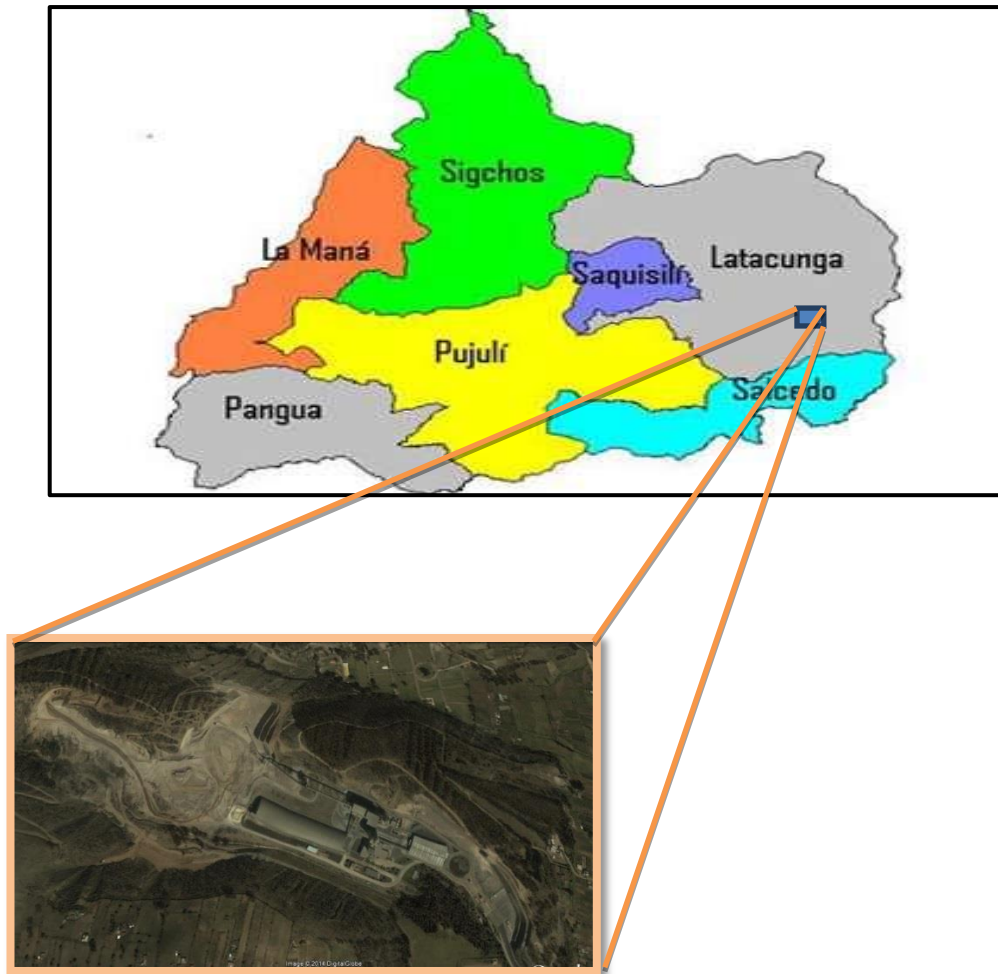 Sigchos
La Maná
Saquisilí
Latacunga
Pujulí
Salcedo
Pangua
Image © 2014 DigitalGlobe